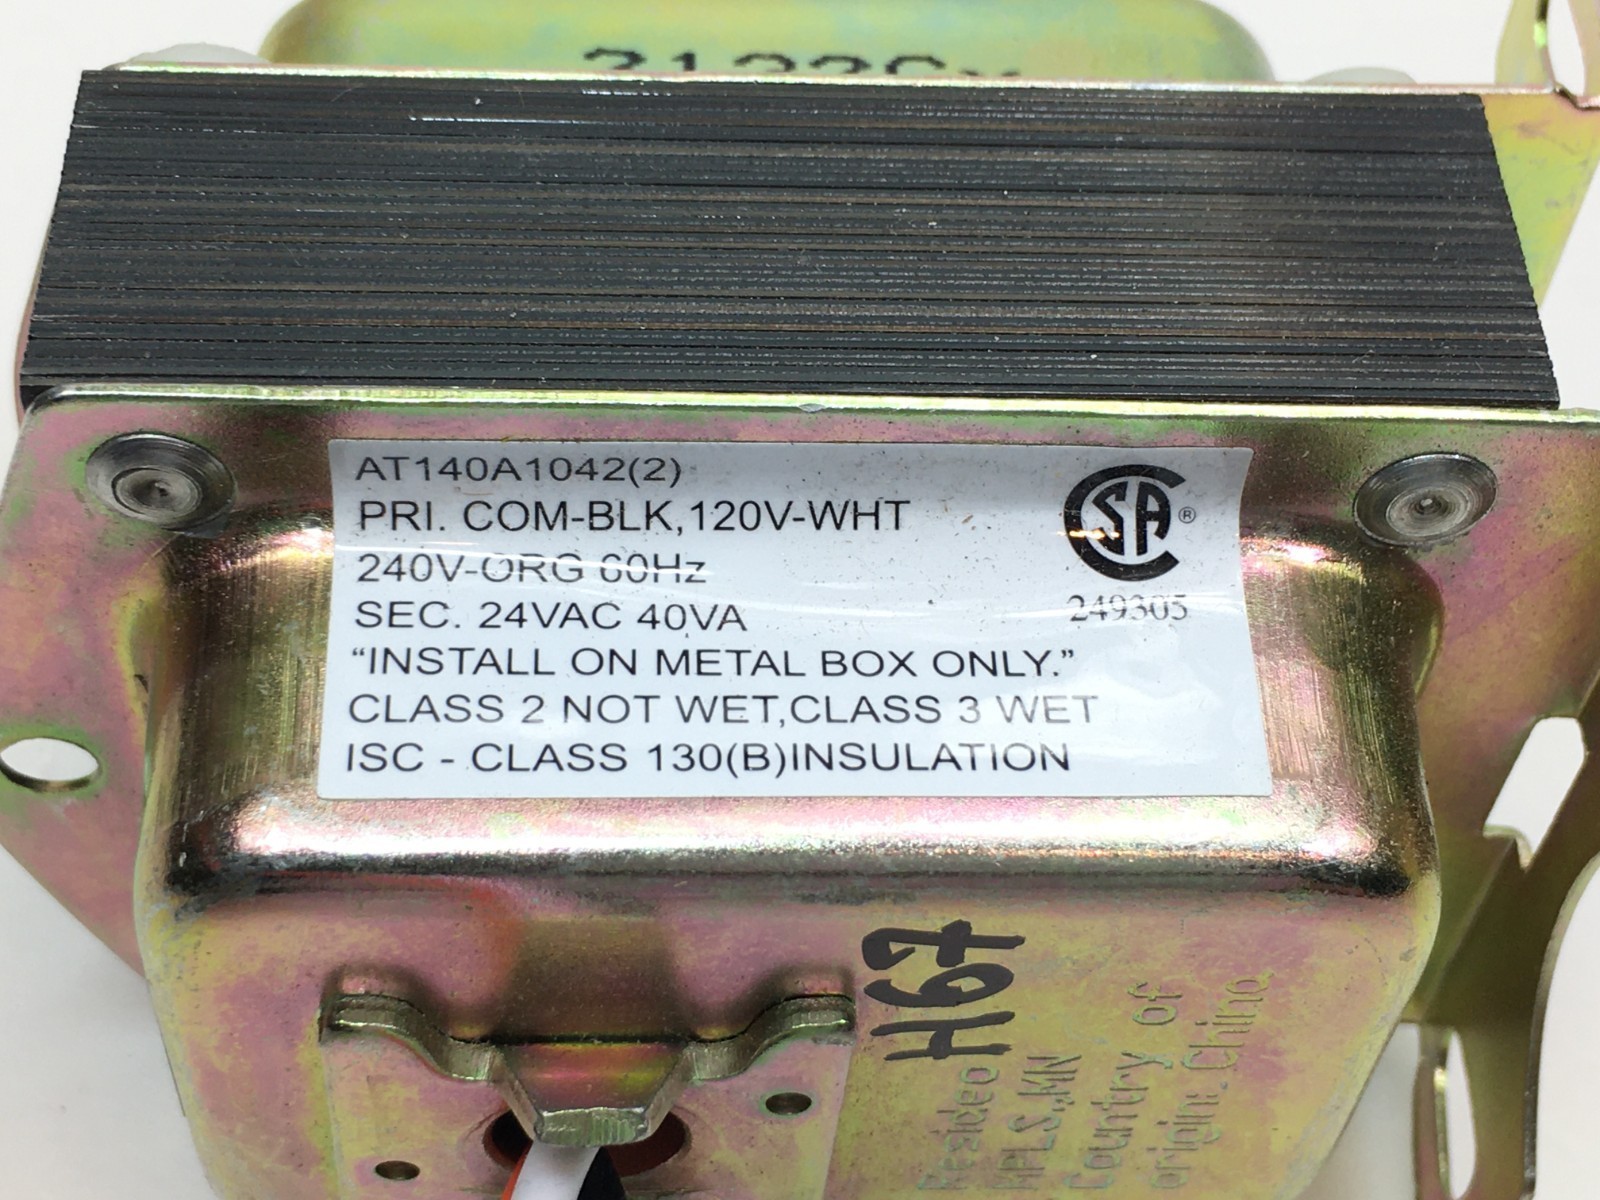 AT140A1042(2)
PRI. COM-BLK,120V-WHT
240V-ORG 60Hz
SEC. 24VAC 40VA
“INSTALL ON METAL BOX ONLY.”
CLASS 2 NOT WET,CLASS 3 WET
ISC - CLASS 130(B)INSULATION
CSA®
249305
H67
MPLS., MN
Country of
origin: China